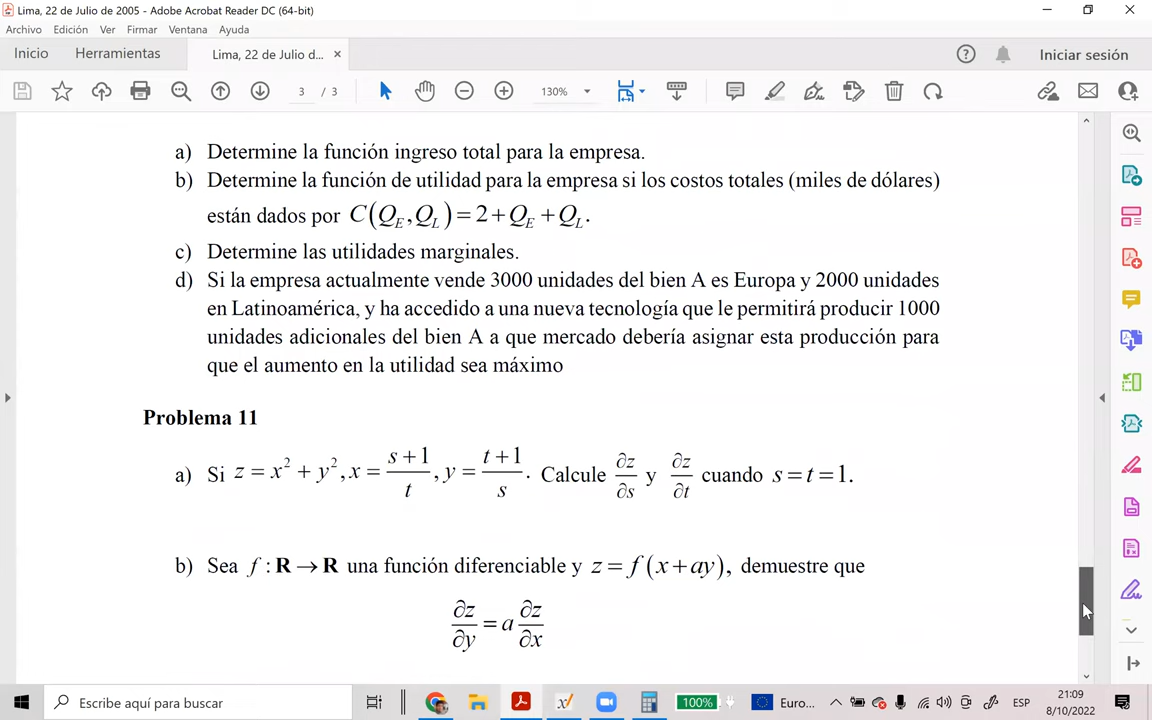 Lima, 22 de Julio de 2005 - Adobe Acrobat Reader DC (64-bit)
Archivo Edición Ver Firmar Ventana Ayuda
Inicio Herramientas Lima, 22 de Julio d... × Iniciar sesión
3 / 3 130%
a) Determine la función ingreso total para la empresa.
b) Determine la función de utilidad para la empresa si los costos totales (miles de dólares)
están dados por C(Q_E, Q_L) = 2 + Q_E + Q_L.
c) Determine las utilidades marginales.
d) Si la empresa actualmente vende 3000 unidades del bien A es Europa y 2000 unidades
en Latinoamérica, y ha accedido a una nueva tecnología que le permitirá producir 1000
unidades adicionales del bien A a que mercado debería asignar esta producción para
que el aumento en la utilidad sea máximo
Problema 11
a) Si z = x² + y², x = (s+1)/t, y = (t+1)/s. Calcule ∂z/∂s y ∂z/∂t cuando s = t = 1.
b) Sea f : R → R una función diferenciable y z = f(x + ay), demuestre que
∂z/∂y = a ∂z/∂x
Escribe aquí para buscar 100% Euro... ESP 21:09
8/10/2022